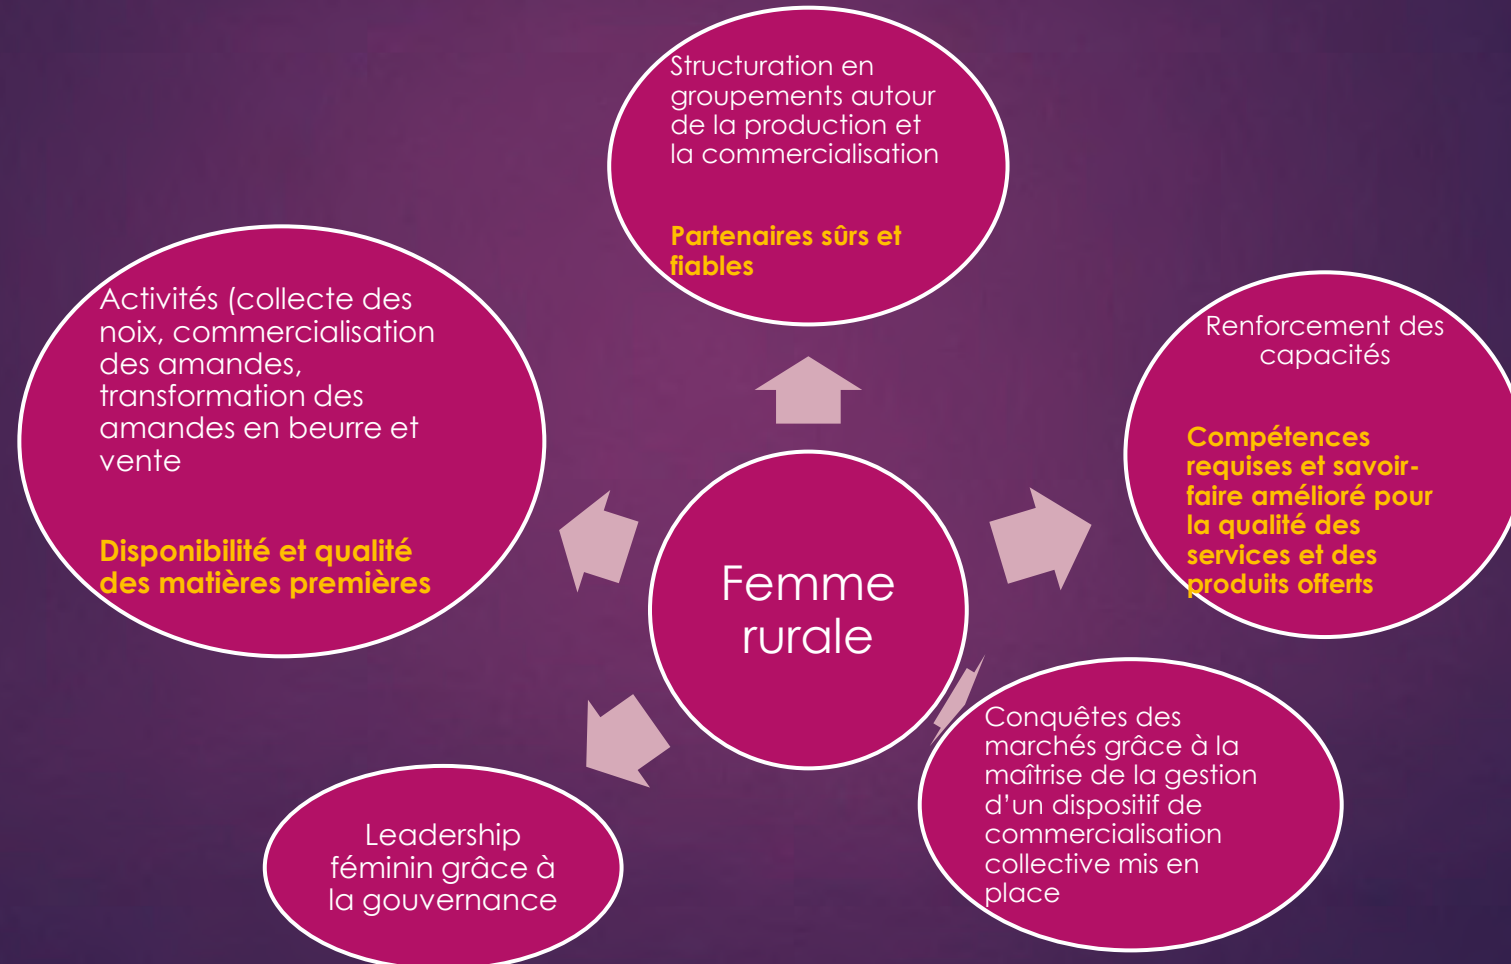 Structuration en
groupements autour
de la production et
la commercialisation
Partenaires sûrs et
fiables
Activités (collecte des
noix, commercialisation
des amandes,
transformation des
amandes en beurre et
vente
Disponibilité et qualité
des matières premières
Renforcement des
capacités
Compétences
requises et savoir-
faire amélioré pour
la qualité des
services et des
produits offerts
Femme
rurale
Conquêtes des
marchés grâce à la
maîtrise de la gestion
d’un dispositif de
commercialisation
collective mis en
place
Leadership
féminin grâce à
la gouvernance